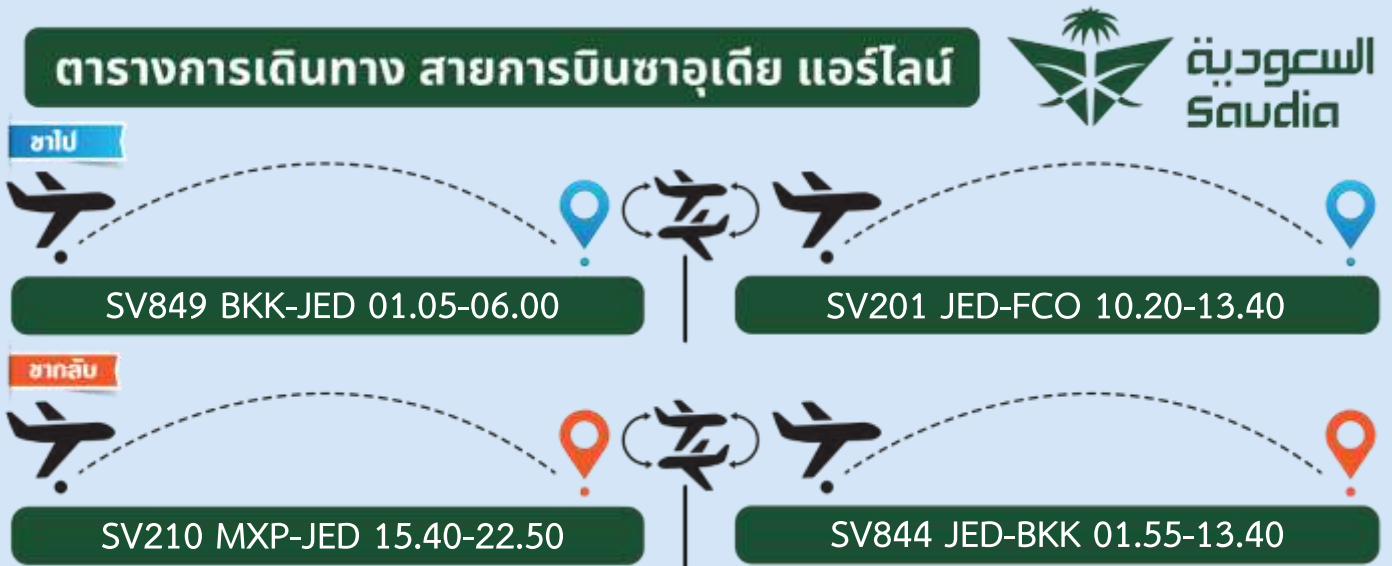 ตารางการเดินทาง สายการบินซาอุเดีย แอร์ไลน์
السعودية
Saudia
ขาไป
SV849 BKK-JED 01.05-06.00
SV201 JED-FCO 10.20-13.40
ขากลับ
SV210 MXP-JED 15.40-22.50
SV844 JED-BKK 01.55-13.40